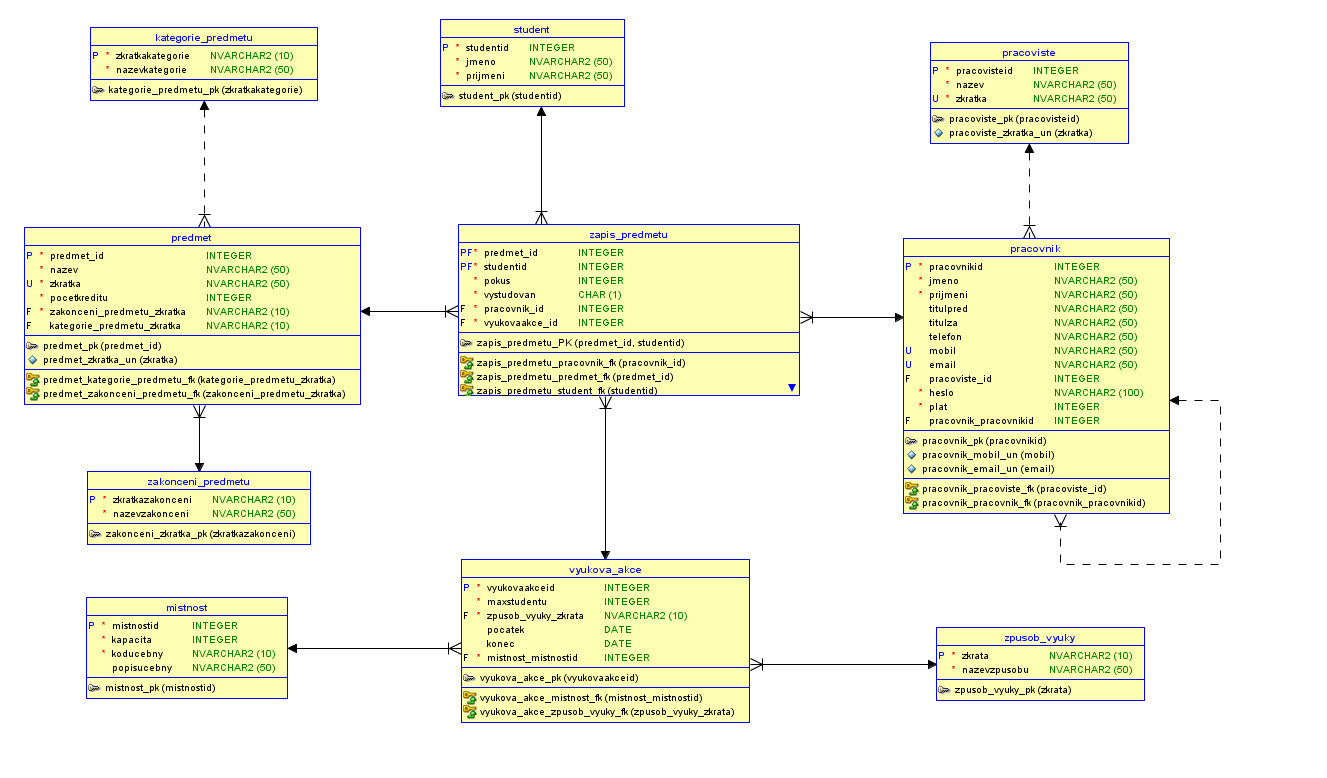 kategorie_predmetu
P * zkratkakategorie NVARCHAR2 (10)
* nazevkategorie NVARCHAR2 (50)
kategorie_predmetu_pk (zkratkakategorie)
student
P * studentid INTEGER
* jmeno NVARCHAR2 (50)
* prijmeni NVARCHAR2 (50)
student_pk (studentid)
pracoviste
P * pracovisteid INTEGER
* nazev NVARCHAR2 (50)
U * zkratka NVARCHAR2 (50)
pracoviste_pk (pracovisteid)
pracoviste_zkratka_un (zkratka)
predmet
P * predmet_id INTEGER
* nazev NVARCHAR2 (50)
U * zkratka NVARCHAR2 (50)
* pocetkreditu INTEGER
F * zakonceni_predmetu_zkratka NVARCHAR2 (10)
F kategorie_predmetu_zkratka NVARCHAR2 (10)
predmet_pk (predmet_id)
predmet_zkratka_un (zkratka)
predmet_kategorie_predmetu_fk (kategorie_predmetu_zkratka)
predmet_zakonceni_predmetu_fk (zakonceni_predmetu_zkratka)
zapis_predmetu
PF* predmet_id INTEGER
PF* studentid INTEGER
* pokus INTEGER
* vystudovan CHAR (1)
F * pracovnik_id INTEGER
F * vyukovaakce_id INTEGER
zapis_predmetu_PK (predmet_id, studentid)
zapis_predmetu_pracovnik_fk (pracovnik_id)
zapis_predmetu_predmet_fk (predmet_id)
zapis_predmetu_student_fk (studentid)
pracovnik
P * pracovnikid INTEGER
* jmeno NVARCHAR2 (50)
* prijmeni NVARCHAR2 (50)
titulpred NVARCHAR2 (50)
titulza NVARCHAR2 (50)
telefon NVARCHAR2 (50)
U mobil NVARCHAR2 (50)
U email NVARCHAR2 (50)
F pracoviste_id INTEGER
* heslo NVARCHAR2 (100)
* plat INTEGER
F pracovnik_pracovnikid INTEGER
pracovnik_pk (pracovnikid)
pracovnik_mobil_un (mobil)
pracovnik_email_un (email)
pracovnik_pracoviste_fk (pracoviste_id)
pracovnik_pracovnik_fk (pracovnik_pracovnikid)
zakonceni_predmetu
P * zkratkazakonceni NVARCHAR2 (10)
* nazevzakonceni NVARCHAR2 (50)
zakonceni_zkratka_pk (zkratkazakonceni)
mistnost
P * mistnostid INTEGER
* kapacita INTEGER
* koducebny NVARCHAR2 (10)
popisucebny NVARCHAR2 (50)
mistnost_pk (mistnostid)
vyukova_akce
P * vyukovaakceid INTEGER
* maxstudentu INTEGER
F * zpusob_vyuky_zkrata NVARCHAR2 (10)
pocatek DATE
konec DATE
F * mistnost_mistnostid INTEGER
vyukova_akce_pk (vyukovaakceid)
vyukova_akce_mistnost_fk (mistnost_mistnostid)
vyukova_akce_zpusob_vyuky_fk (zpusob_vyuky_zkrata)
zpusob_vyuky
P * zkrata NVARCHAR2 (10)
* nazevzpusobu NVARCHAR2 (50)
zpusob_vyuky_pk (zkrata)